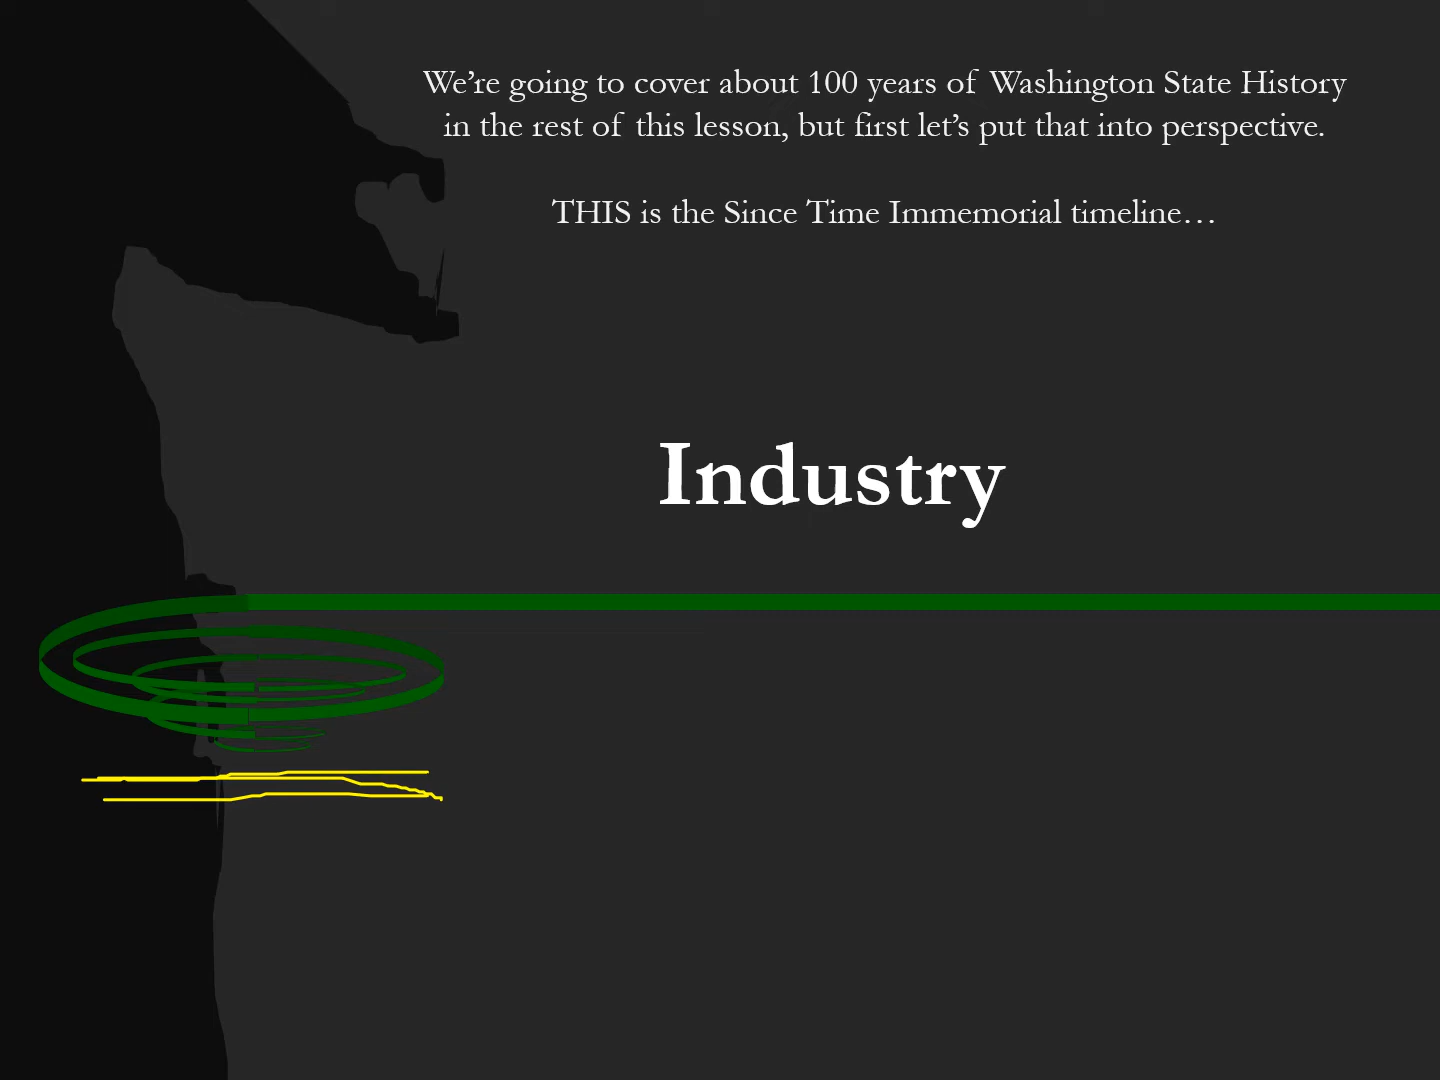 We’re going to cover about 100 years of Washington State History
in the rest of this lesson, but first let’s put that into perspective.
THIS is the Since Time Immemorial timeline…
Industry